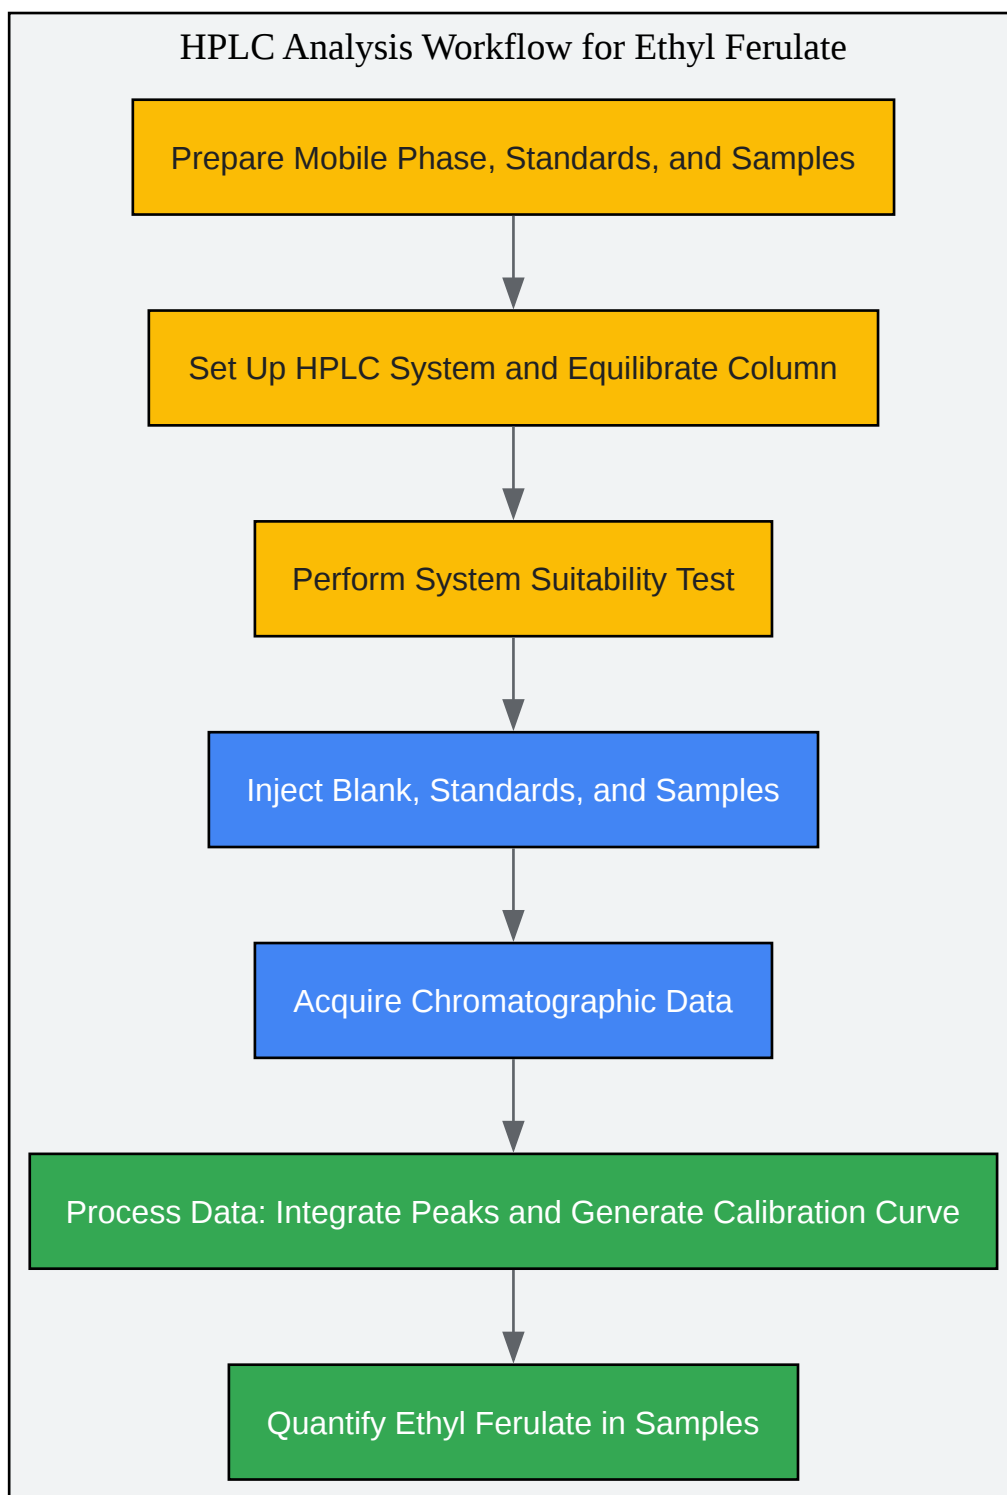 HPLC Analysis Workflow for Ethyl Ferulate
Prepare Mobile Phase, Standards, and Samples
Set Up HPLC System and Equilibrate Column
Perform System Suitability Test
Inject Blank, Standards, and Samples
Acquire Chromatographic Data
Process Data: Integrate Peaks and Generate Calibration Curve
Quantify Ethyl Ferulate in Samples